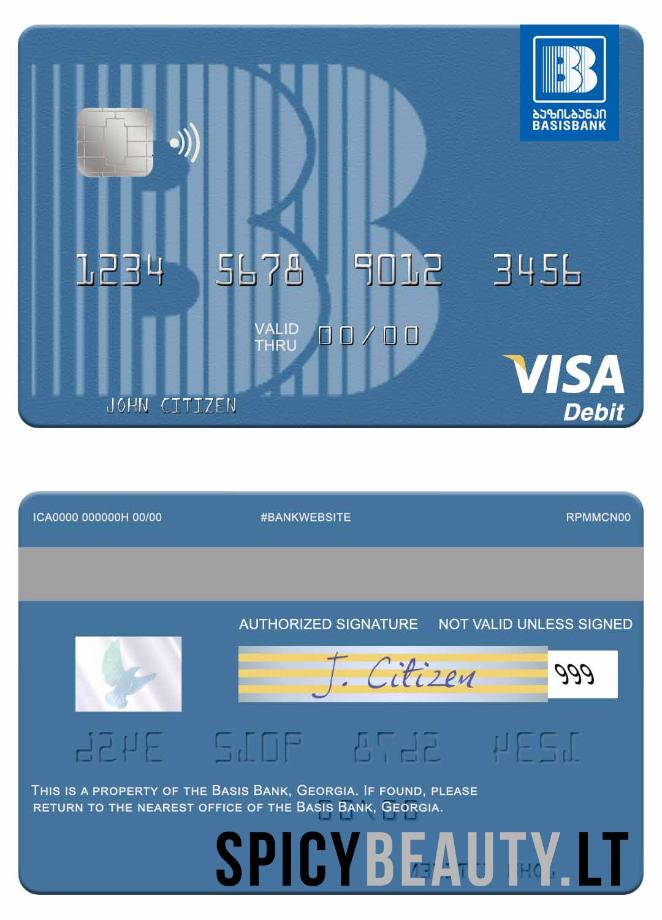 ბაზისბანკი
BASISBANK
1234 5678 9012 3456
VALID
THRU 00/00
JOHN CITIZEN
VISA
Debit
ICA0000 000000H 00/00 #BANKWEBSITE RPMMCN00
AUTHORIZED SIGNATURE NOT VALID UNLESS SIGNED
J. Citizen 999
THIS IS A PROPERTY OF THE BASIS BANK, GEORGIA. IF FOUND, PLEASE
RETURN TO THE NEAREST OFFICE OF THE BASIS BANK, GEORGIA.
SPICYBEAUTY.LT